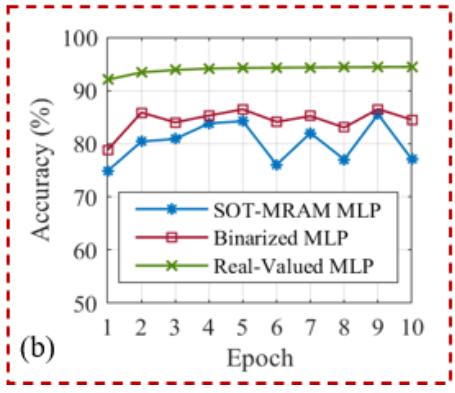 100
90
80
70
60
50
Accuracy (%)
SOT-MRAM MLP
Binarized MLP
Real-Valued MLP
1 2 3 4 5 6 7 8 9 10
Epoch
(b)